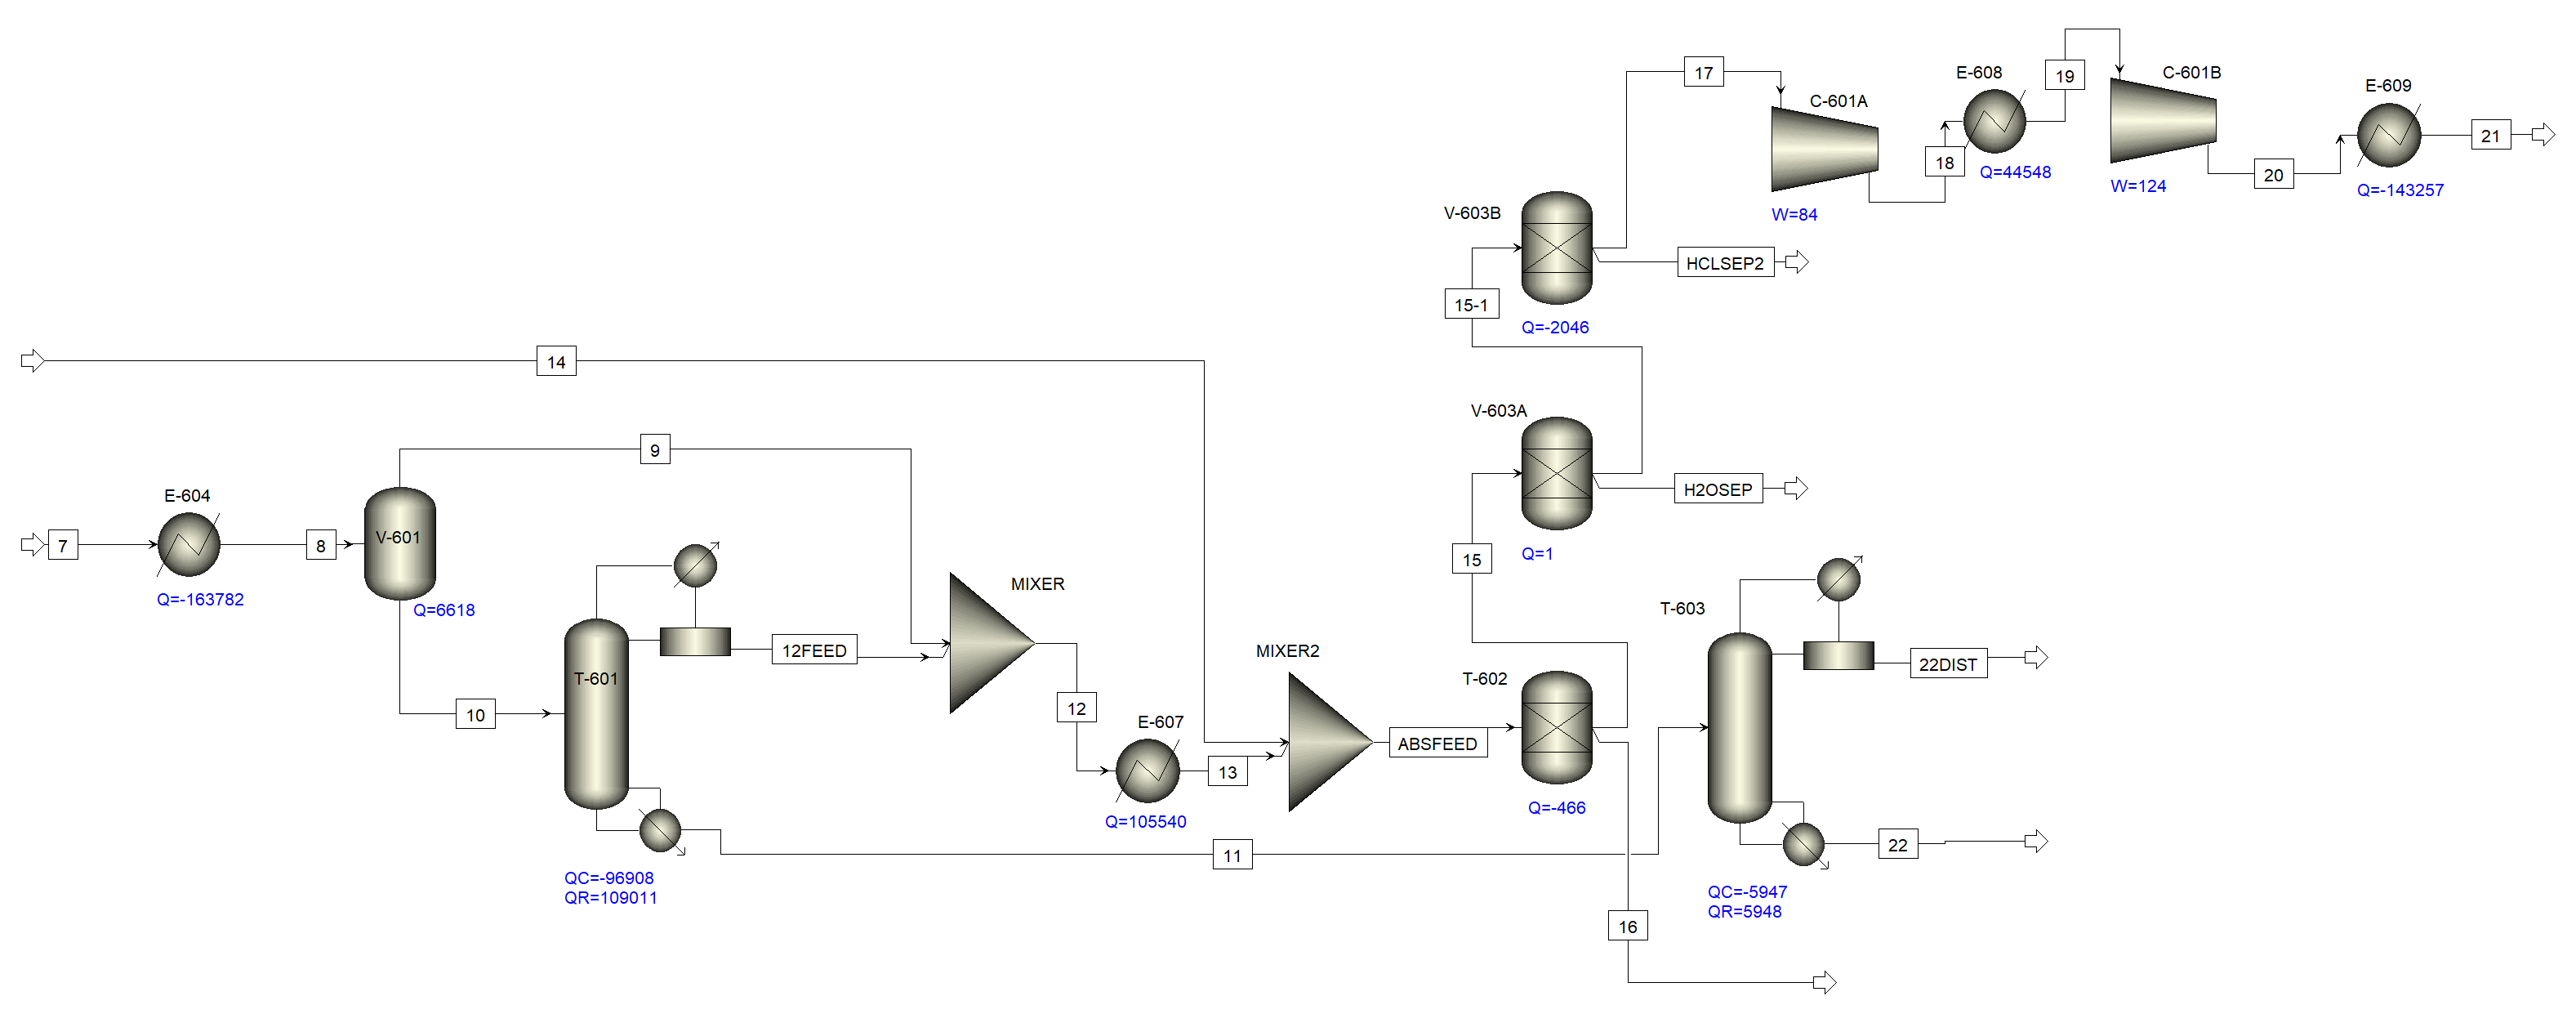 17
C-601A
W=84
18
E-608
Q=44548
19
C-601B
W=124
20
E-609
Q=-143257
21
V-603B
Q=-2046
HCLSEP2
15-1
14
V-603A
Q=1
H2OSEP
15
9
E-604
7
Q=-163782
8
V-601
Q=6618
10
T-601
12FEED
QC=-96908
QR=109011
MIXER
12
E-607
Q=105540
13
MIXER2
ABSFEED
T-602
Q=-466
11
16
T-603
22DIST
22
QC=-5947
QR=5948